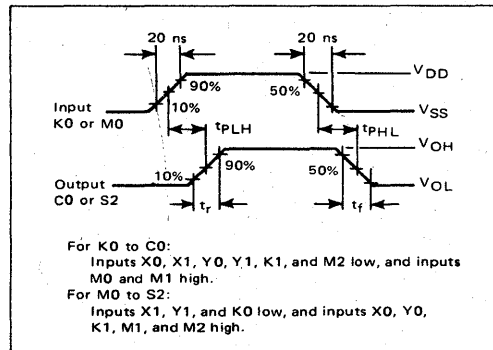 20 ns 20 ns
VDD
90% 50%
Input
K0 or M0
10%
VSS
tPLH tPHL
VOH
90% 50%
Output
C0 or S2
10%
VOL
tr tf
For K0 to C0:
Inputs X0, X1, Y0, Y1, K1, and M2 low, and inputs
M0 and M1 high.
For M0 to S2:
Inputs X1, Y1, and K0 low, and inputs X0, Y0,
K1, M1, and M2 high.